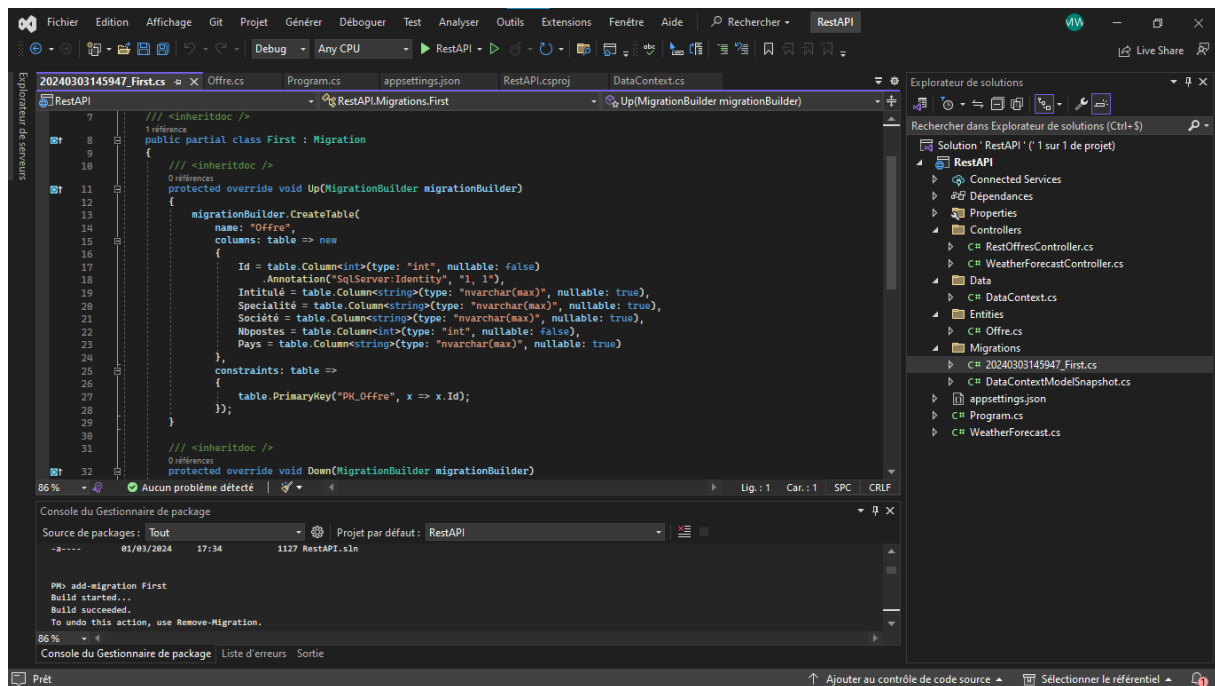 Fichier Edition Affichage Git Projet Générer Déboguer Test Analyser Outils Extensions Fenêtre Aide Rechercher RestAPI
Debug Any CPU RestAPI Live Share
Explorateur de serveurs
20240303145947_First.cs Offre.cs Program.cs appsettings.json RestAPI.csproj DataContext.cs
RestAPI RestAPI.Migrations.First Up(MigrationBuilder migrationBuilder)
7 /// <inheritdoc />
1 référence
8 public partial class First : Migration
9 {
10 /// <inheritdoc />
0 références
11 protected override void Up(MigrationBuilder migrationBuilder)
12 {
13 migrationBuilder.CreateTable(
14 name: "Offre",
15 columns: table => new
16 {
17 Id = table.Column<int>(type: "int", nullable: false)
18 .Annotation("SqlServer:Identity", "1, 1"),
19 Intitulé = table.Column<string>(type: "nvarchar(max)", nullable: true),
20 Specialité = table.Column<string>(type: "nvarchar(max)", nullable: true),
21 Société = table.Column<string>(type: "nvarchar(max)", nullable: true),
22 Nbpostes = table.Column<int>(type: "int", nullable: false),
23 Pays = table.Column<string>(type: "nvarchar(max)", nullable: true)
24 },
25 constraints: table =>
26 {
27 table.PrimaryKey("PK_Offre", x => x.Id);
28 });
29 }
30
31 /// <inheritdoc />
0 références
32 protected override void Down(MigrationBuilder migrationBuilder)
86 % Aucun problème détecté Lig. : 1 Car. : 1 SPC CRLF
Console du Gestionnaire de package
Source de packages : Tout Projet par défaut : RestAPI
-a---- 01/03/2024 17:34 1127 RestAPI.sln
PM> add-migration First
Build started...
Build succeeded.
To undo this action, use Remove-Migration.
86 %
Console du Gestionnaire de package Liste d'erreurs Sortie
Explorateur de solutions
Rechercher dans Explorateur de solutions (Ctrl+$)
Solution ' RestAPI ' (' 1 sur 1 de projet)
RestAPI
Connected Services
Dépendances
Properties
Controllers
C# RestOffresController.cs
C# WeatherForecastController.cs
Data
C# DataContext.cs
Entities
C# Offre.cs
Migrations
C# 20240303145947_First.cs
C# DataContextModelSnapshot.cs
appsettings.json
C# Program.cs
C# WeatherForecast.cs
Prêt Ajouter au contrôle de code source Sélectionner le référentiel 1